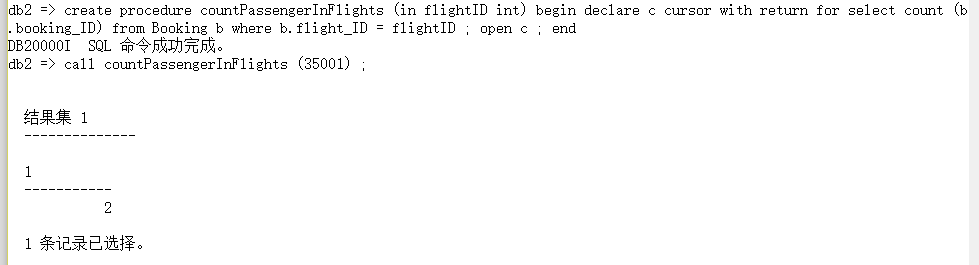 db2 => create procedure countPassengerInFlights (in flightID int) begin declare c cursor with return for select count (b
.booking_ID) from Booking b where b.flight_ID = flightID ; open c ; end
DB20000I  SQL 命令成功完成。
db2 => call countPassengerInFlights (35001) ;
结果集 1
--------------
1
-----------
2
1 条记录已选择。